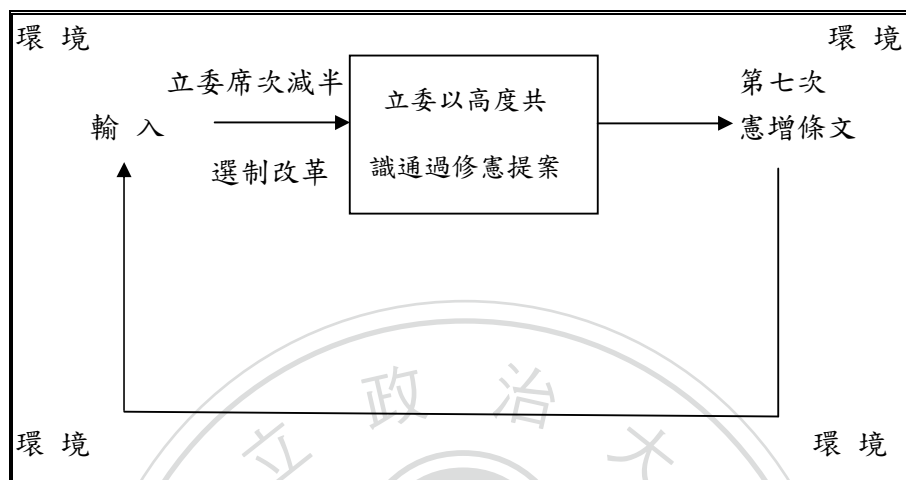 環 境
環 境
立委席次減半
輸 入
選制改革
立委以高度共
識通過修憲提案
第七次
憲增條文
立 政 治 大
環 境
環 境